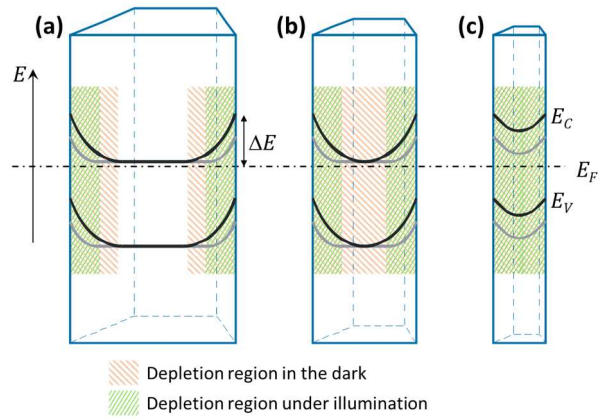 (a)
(b)
(c)
E
ΔE
E_C
E_F
E_V
Depletion region in the dark
Depletion region under illumination